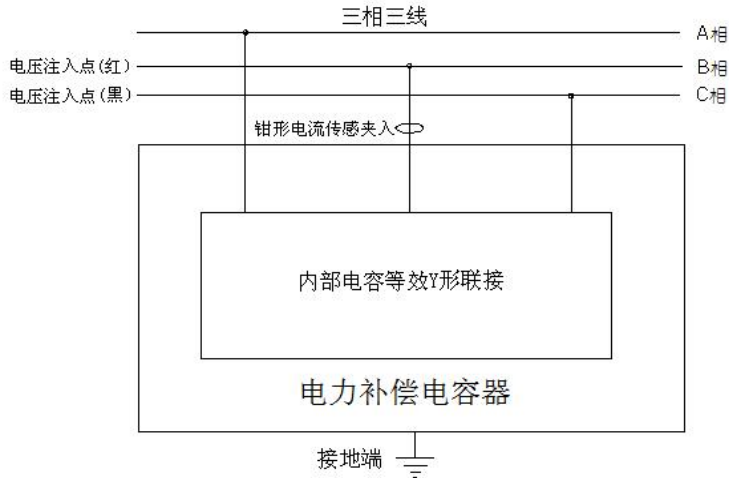 三相三线
A相
电压注入点(红)
B相
电压注入点(黑)
C相
钳形电流传感夹入
内部电容等效Y形联接
电力补偿电容器
接地端